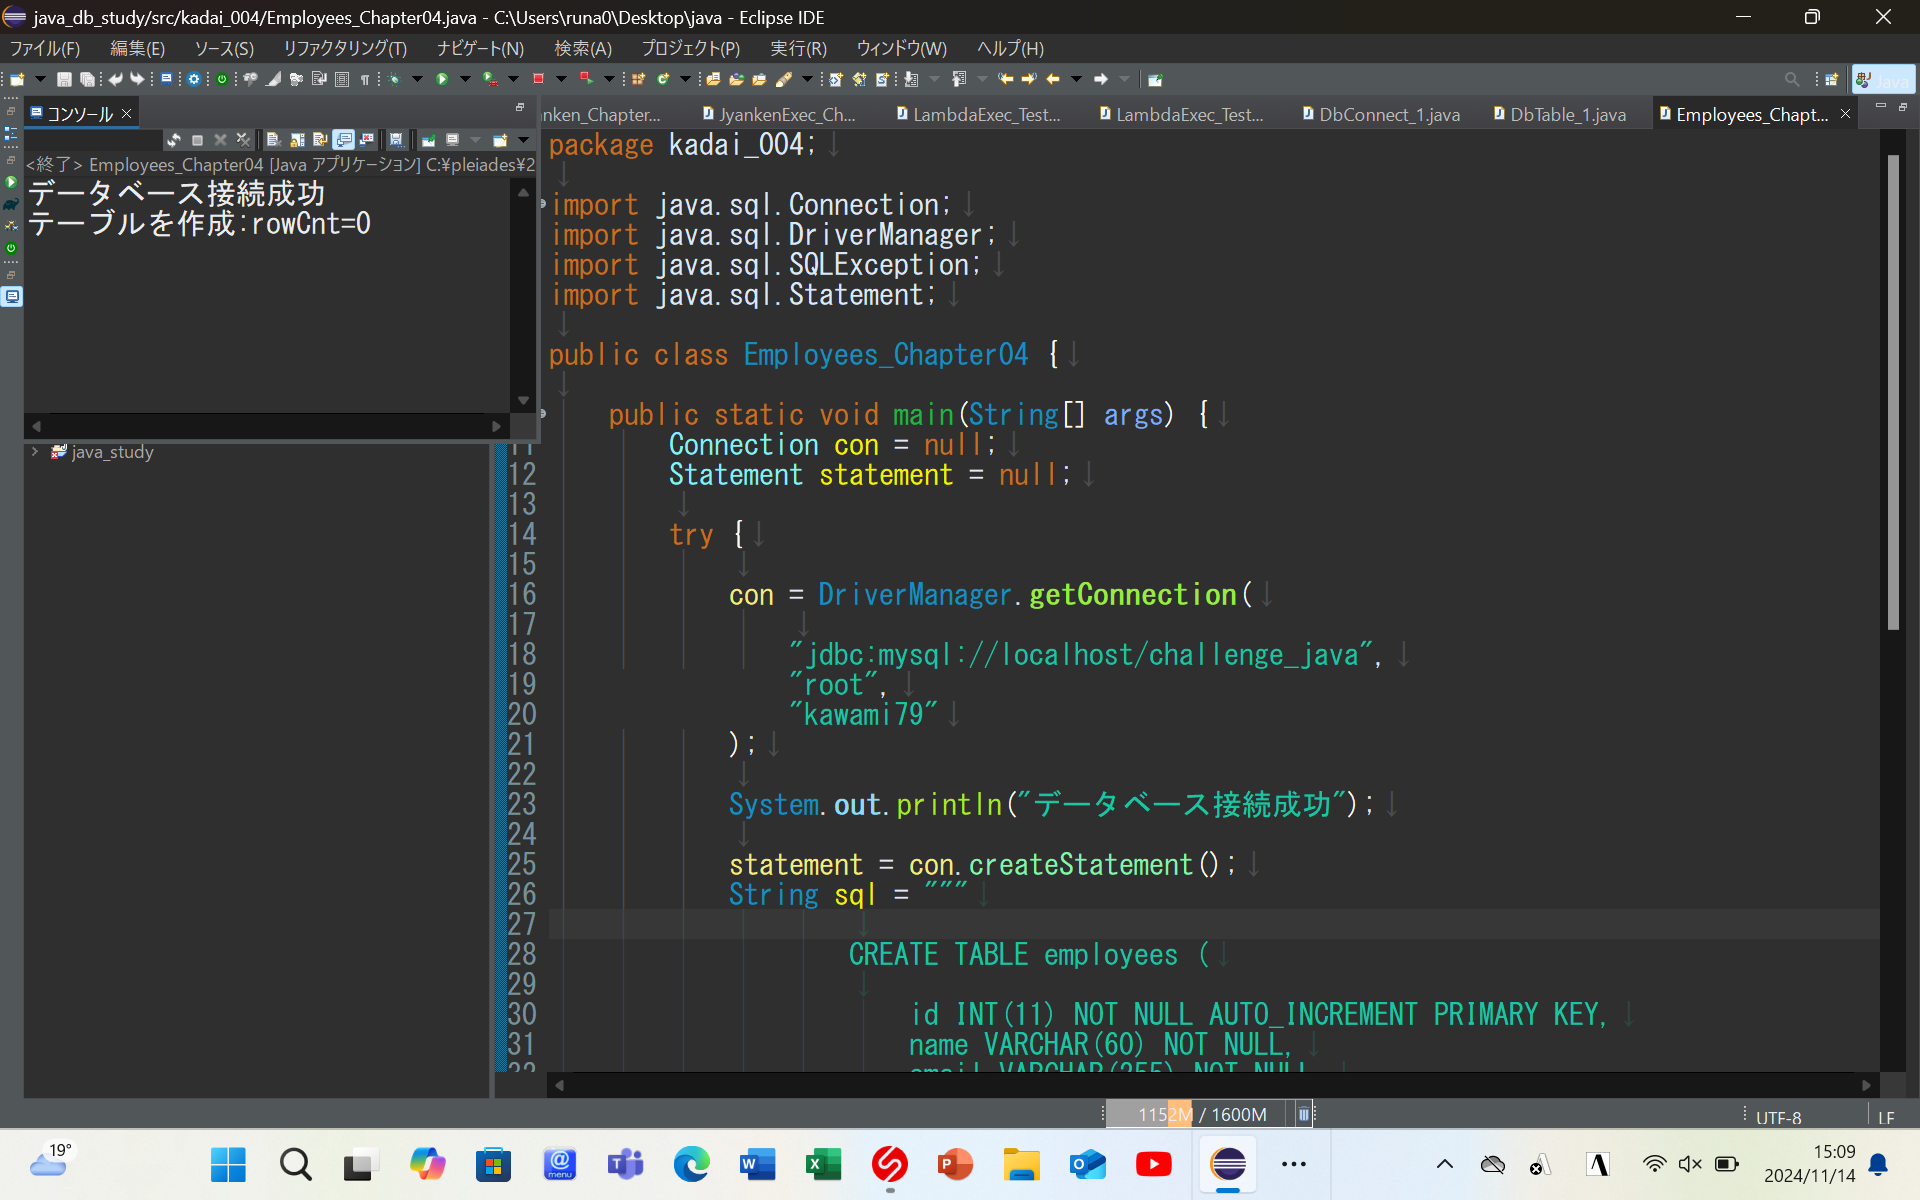 java_db_study/src/kadai_004/Employees_Chapter04.java - C:\Users\runa0\Desktop\java - Eclipse IDE
ファイル(F) 編集(E) ソース(S) リファクタリング(T) ナビゲート(N) 検索(A) プロジェクト(P) 実行(R) ウィンドウ(W) ヘルプ(H)
Java
コンソール
anken_Chapter... JyankenExec_Ch... LambdaExec_Test... LambdaExec_Test... DbConnect_1.java DbTable_1.java Employees_Chapt...
<終了> Employees_Chapter04 [Java アプリケーション] C:¥pleiades¥2
データベース接続成功
テーブルを作成:rowCnt=0
java_study
package kadai_004;
import java.sql.Connection;
import java.sql.DriverManager;
import java.sql.SQLException;
import java.sql.Statement;
public class Employees_Chapter04 {
public static void main(String[] args) {
11 Connection con = null;
12 Statement statement = null;
13
14 try {
15
16 con = DriverManager.getConnection(
17
18 "jdbc:mysql://localhost/challenge_java",
19 "root",
20 "kawami79"
21 );
22
23 System.out.println("データベース接続成功");
24
25 statement = con.createStatement();
26 String sql = """
27
28 CREATE TABLE employees (
29
30 id INT(11) NOT NULL AUTO_INCREMENT PRIMARY KEY,
31 name VARCHAR(60) NOT NULL,
32 email VARCHAR(255) NOT NULL
1152M / 1600M
UTF-8 LF
19°
menu
15:09
2024/11/14